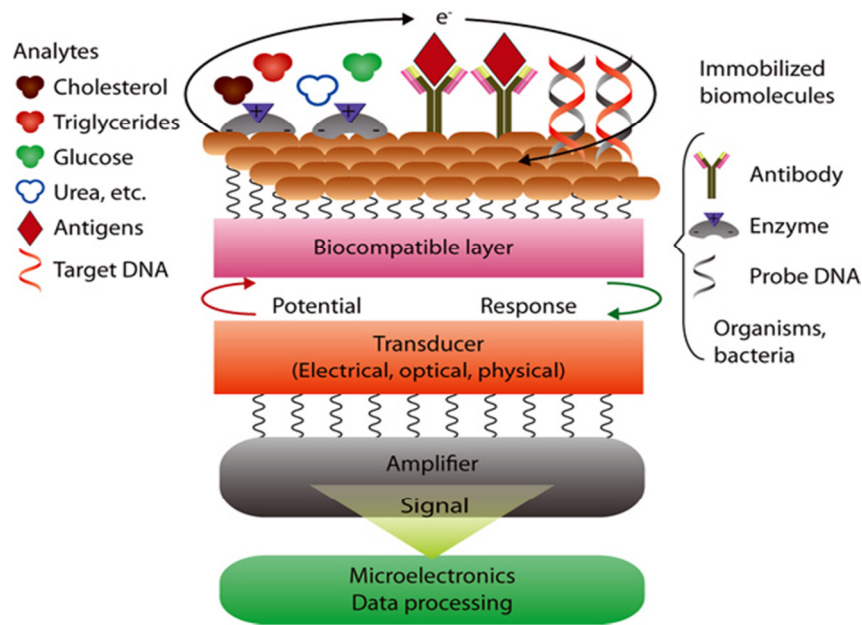 e-
Analytes
Cholesterol
Triglycerides
Glucose
Urea, etc.
Antigens
Target DNA
Immobilized
biomolecules
Antibody
Enzyme
Probe DNA
Organisms,
bacteria
+
-
-
+
-
-
+
-
-
Biocompatible layer
Potential
Response
Transducer
(Electrical, optical, physical)
Amplifier
Signal
Microelectronics
Data processing